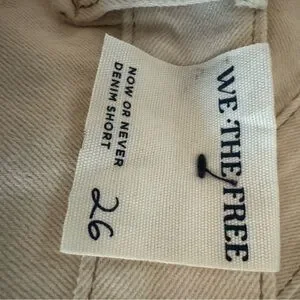 WE THE FREE
NOW OR NEVER
DENIM SHORT
26